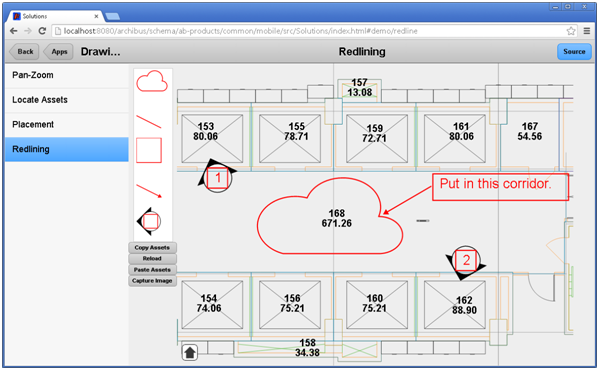 Solutions
localhost:8080/archibus/schema/ab-products/common/mobile/src/Solutions/index.html#demo/redline
Back
Apps
Drawi...
Redlining
Source
Pan-Zoom
Locate Assets
Placement
Redlining
Copy Assets
Reload
Paste Assets
Capture Image
157
13.08
153
80.06
155
78.71
159
72.71
161
80.06
167
54.56
1
Put in this corridor.
168
671.26
2
154
74.06
156
75.21
160
75.21
162
88.90
158
34.38